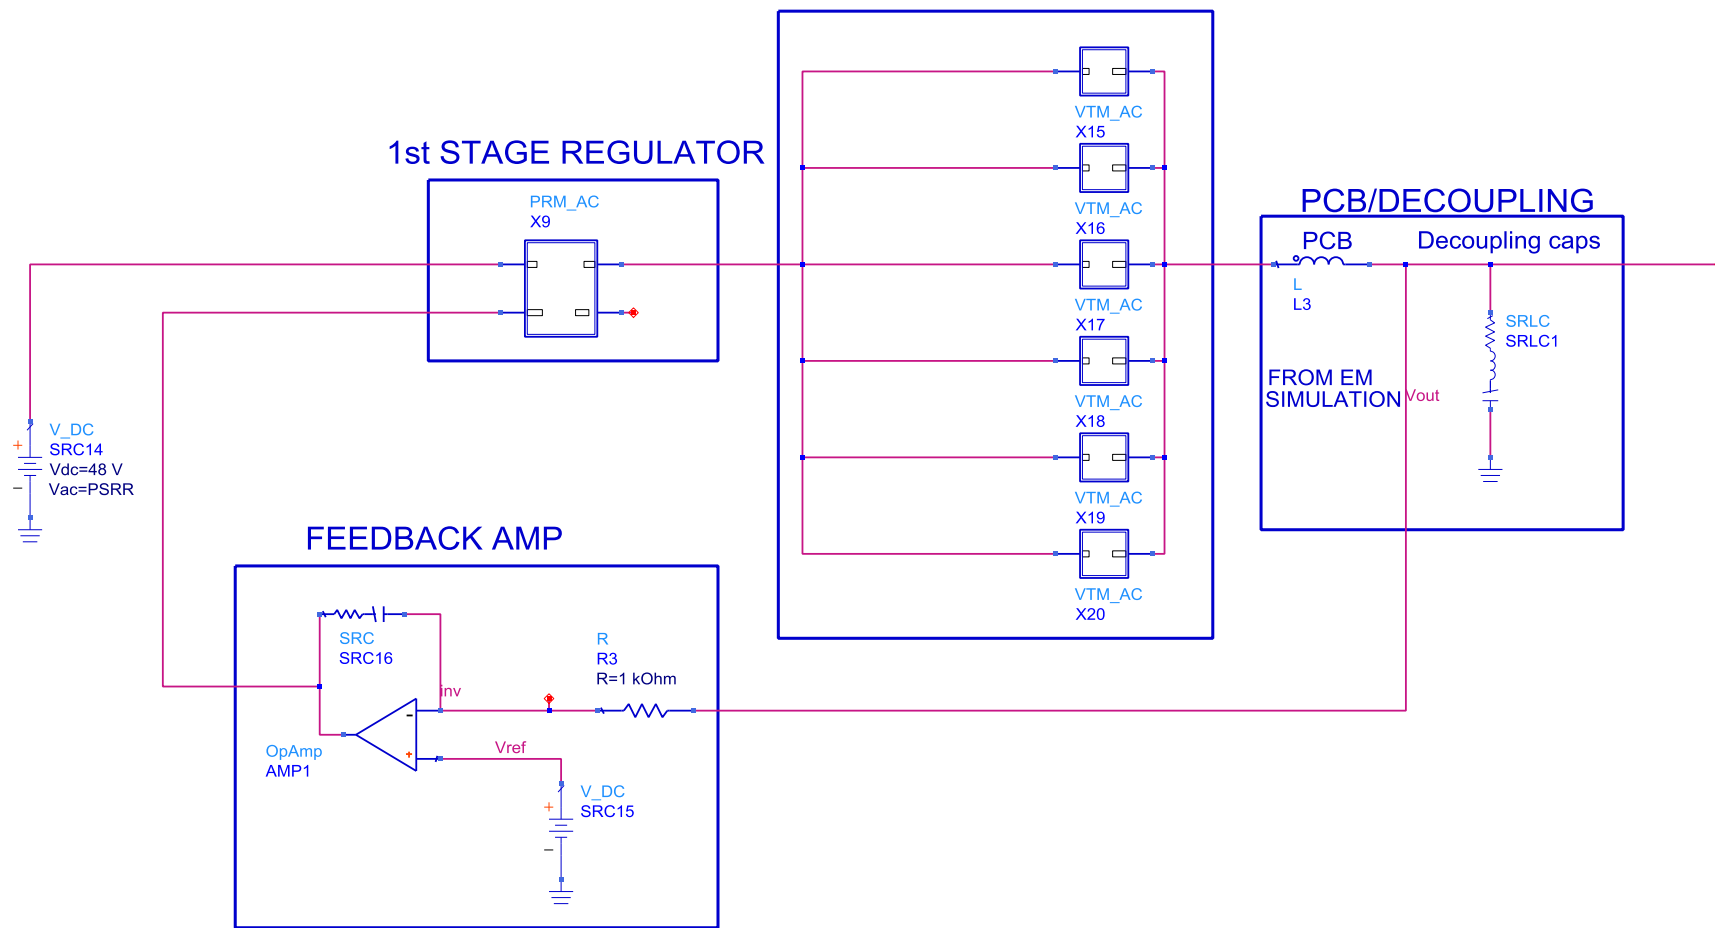 1st STAGE REGULATOR
PRM_AC
X9
VTM_AC
X15
VTM_AC
X16
VTM_AC
X17
VTM_AC
X18
VTM_AC
X19
VTM_AC
X20
PCB/DECOUPLING
PCB
Decoupling caps
L
L3
SRLC
SRLC1
FROM EM
SIMULATION
Vout
+
V_DC
SRC14
Vdc=48 V
Vac=PSRR
−
FEEDBACK AMP
SRC
SRC16
R
R3
R=1 kOhm
inv
-
+
Vref
OpAmp
AMP1
+
V_DC
SRC15
−